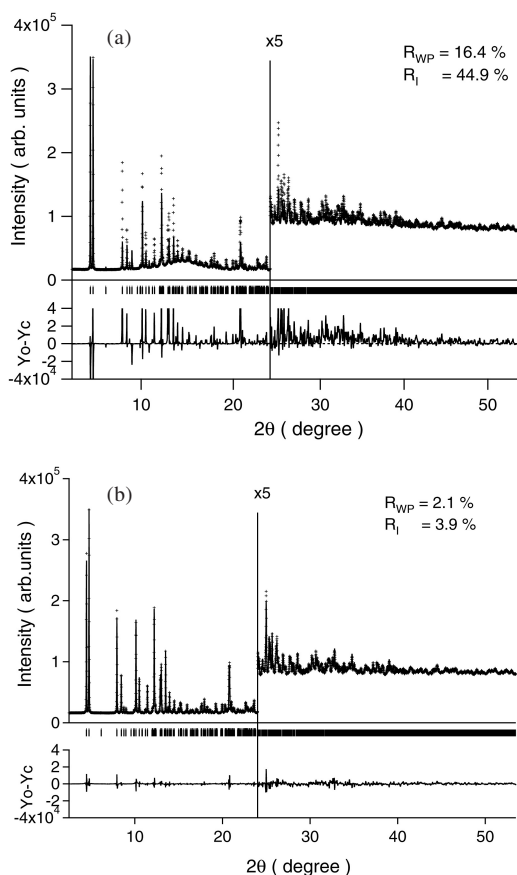 (a)
x5
R_WP = 16.4 %
R_I = 44.9 %
4x10^5
3
2
1
0
Intensity ( arb. units )
4
2
0
-2
-4x10^4
Yo-Yc
10 20 30 40 50
2θ ( degree )
(b)
x5
R_WP = 2.1 %
R_I = 3.9 %
4x10^5
3
2
1
0
Intensity ( arb.units )
4
2
0
-2
-4x10^4
Yo-Yc
10 20 30 40 50
2θ ( degree )